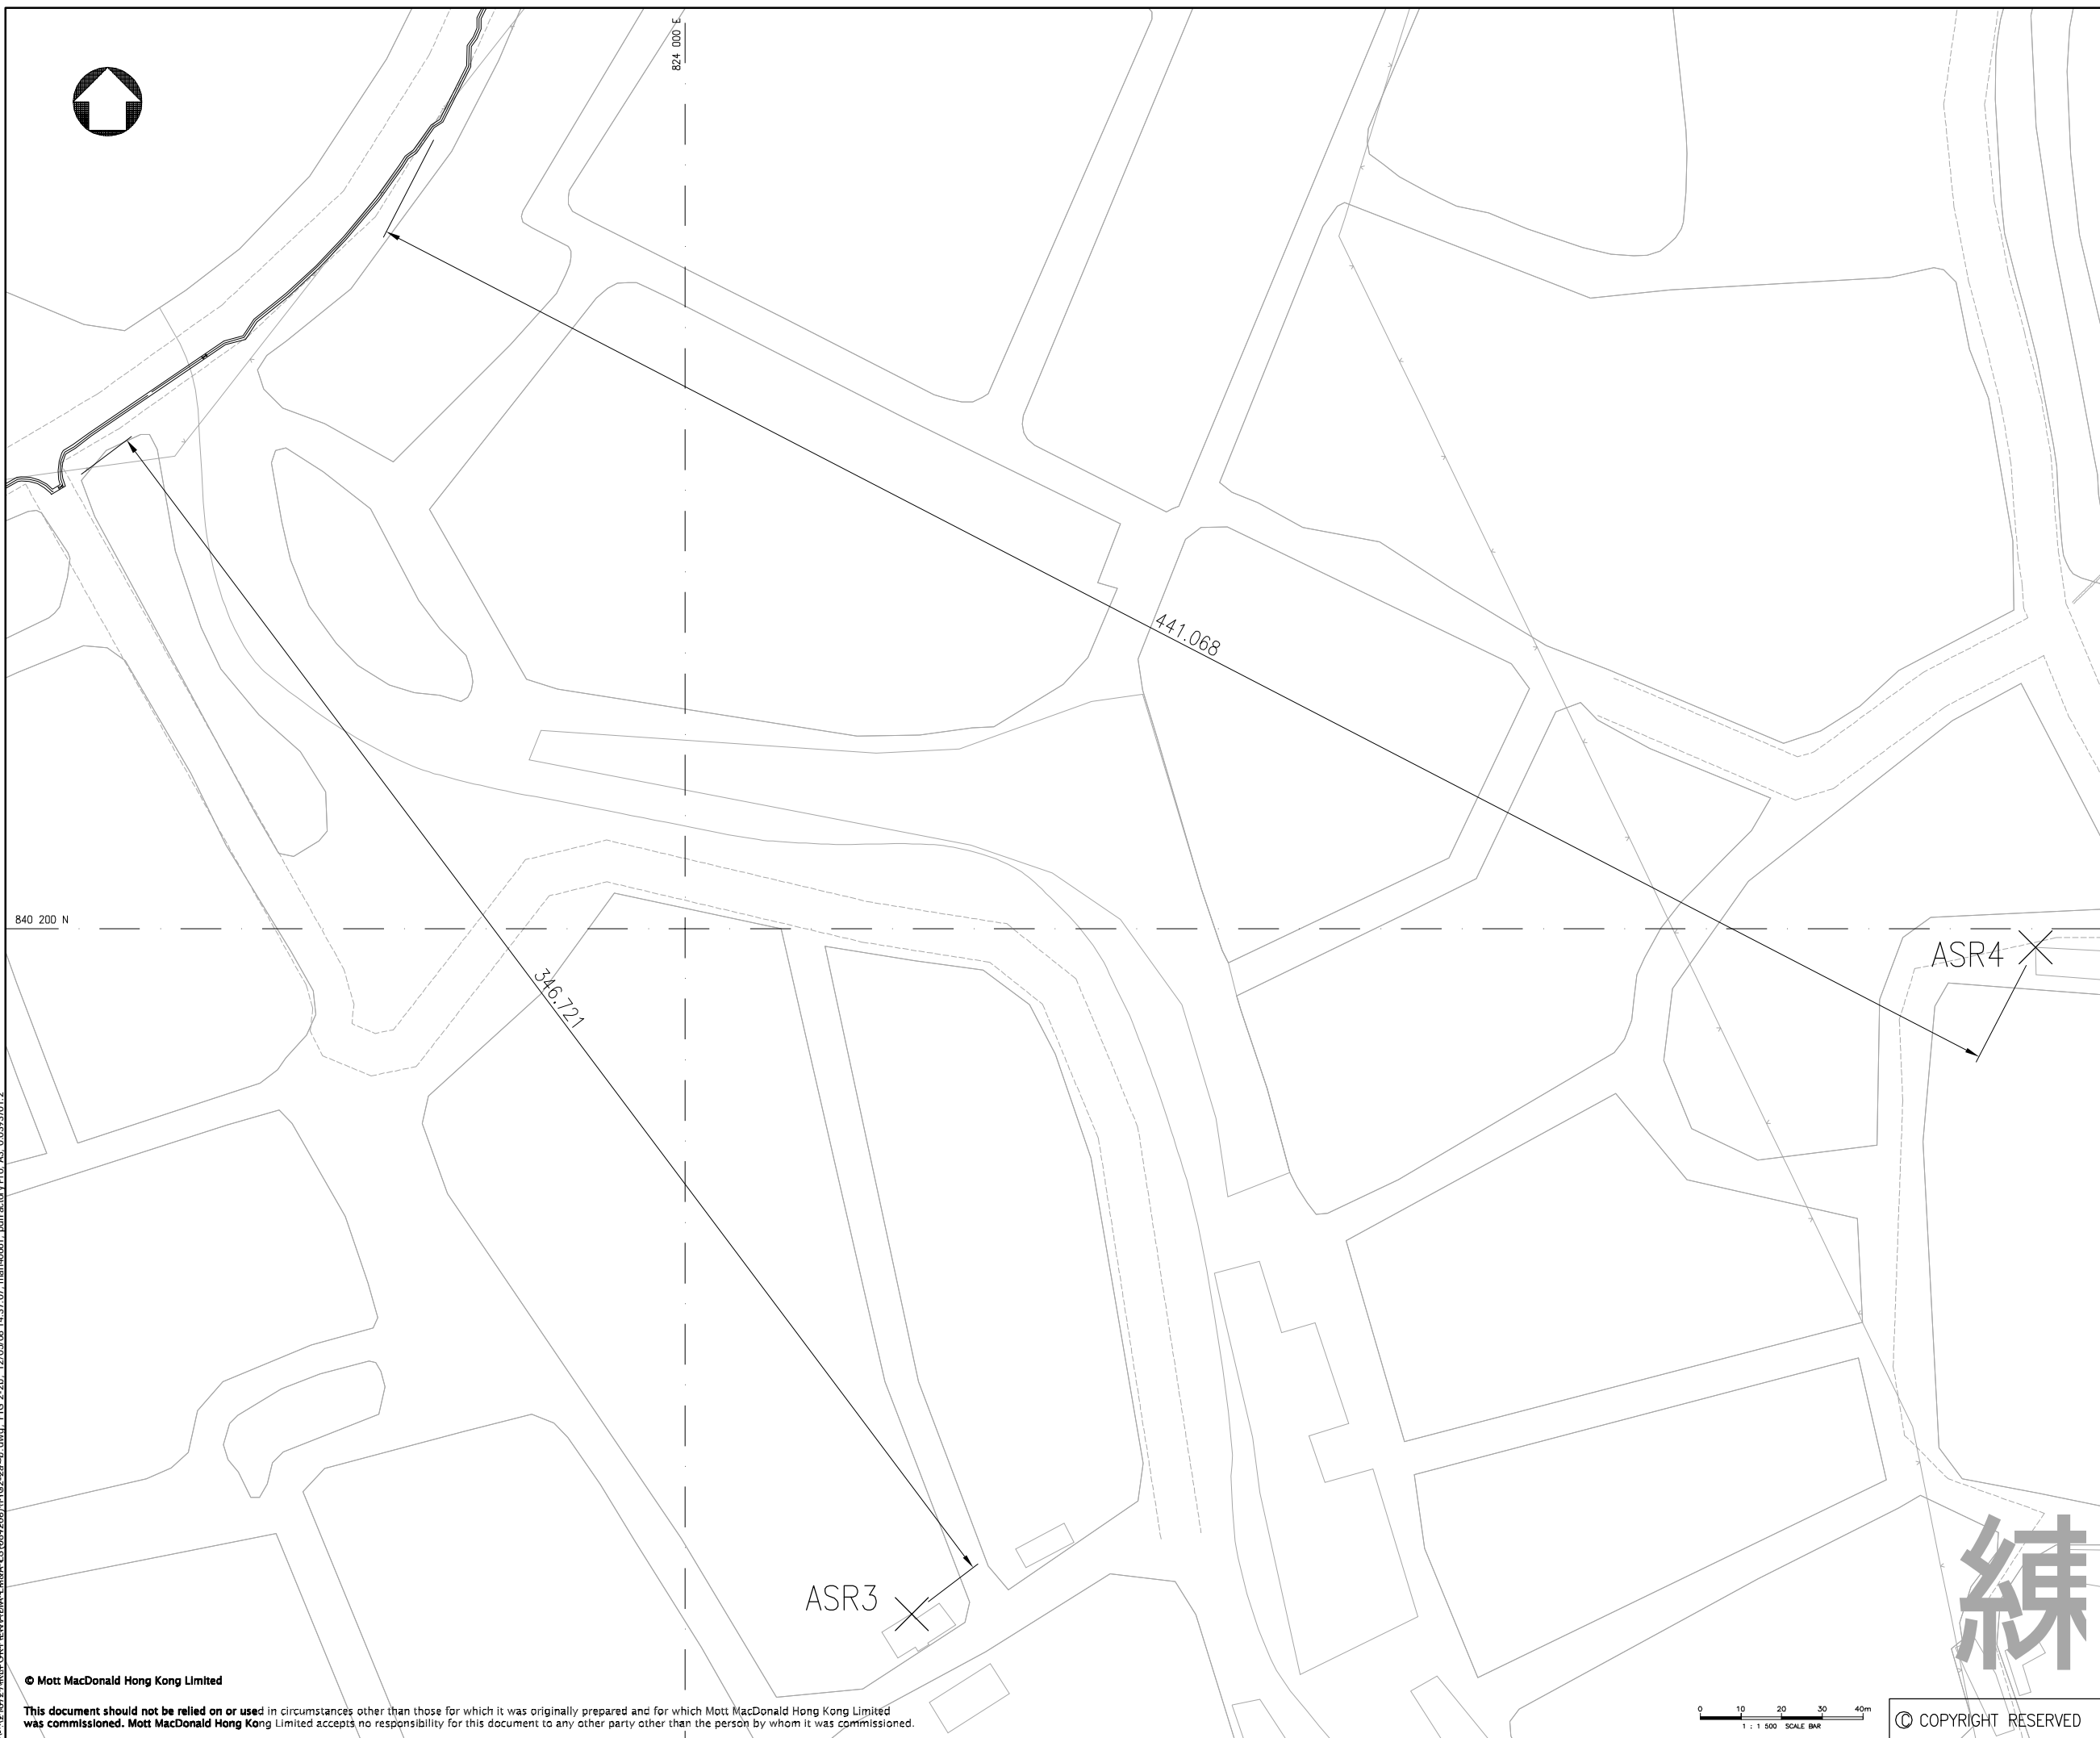 824 000 E
441.068
840 200 N
ASR4
346.721
ASR3
練
© Mott MacDonald Hong Kong Limited
This document should not be relied on or used in circumstances other than those for which it was originally prepared and for which Mott MacDonald Hong Kong Limited
was commissioned. Mott MacDonald Hong Kong Limited accepts no responsibility for this document to any other party other than the person by whom it was commissioned.
0 10 20 30 40m
1 : 1 500 SCALE BAR
© COPYRIGHT RESERVED